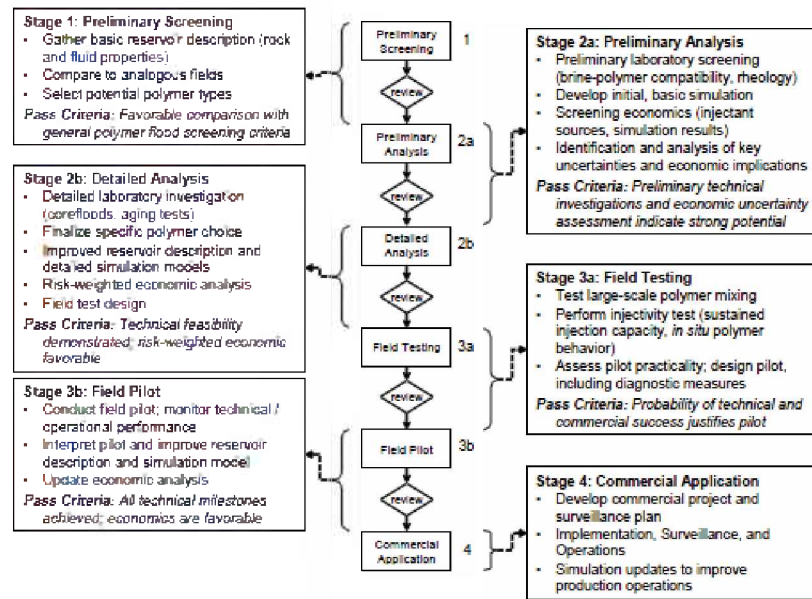 Stage 1: Preliminary Screening
• Gather basic reservoir description (rock
and fluid properties)
• Compare to analogous fields
• Select potential polymer types
Pass Criteria: Favorable comparison with
general polymer flood screening criteria
Stage 2b: Detailed Analysis
• Detailed laboratory investigation
(corefloods, aging tests)
• Finalize specific polymer choice
• Improved reservoir description and
detailed simulation models
• Risk-weighted economic analysis
• Field test design
Pass Criteria: Technical feasibility
demonstrated; risk-weighted economic
favorable
Stage 3b: Field Pilot
• Conduct field pilot; monitor technical /
operational performance
• Interpret pilot and improve reservoir
description and simulation model
• Update economic analysis
Pass Criteria: All technical milestones
achieved; economics are favorable
Preliminary
Screening
1
review
Preliminary
Analysis
2a
review
Detailed
Analysis
2b
review
Field Testing
3a
review
Field Pilot
3b
review
Commercial
Application
4
Stage 2a: Preliminary Analysis
• Preliminary laboratory screening
(brine-polymer compatibility, rheology)
• Develop initial, basic simulation
• Screening economics (injectant
sources, simulation results)
• Identification and analysis of key
uncertainties and economic implications
Pass Criteria: Preliminary technical
investigations and economic uncertainty
assessment indicate strong potential
Stage 3a: Field Testing
• Test large-scale polymer mixing
• Perform injectivity test (sustained
injection capacity, in situ polymer
behavior)
• Assess pilot practicality; design pilot,
including diagnostic measures
Pass Criteria: Probability of technical and
commercial success justifies pilot
Stage 4: Commercial Application
• Develop commercial project and
surveillance plan
• Implementation, Surveillance, and
Operations
• Simulation updates to improve
production operations